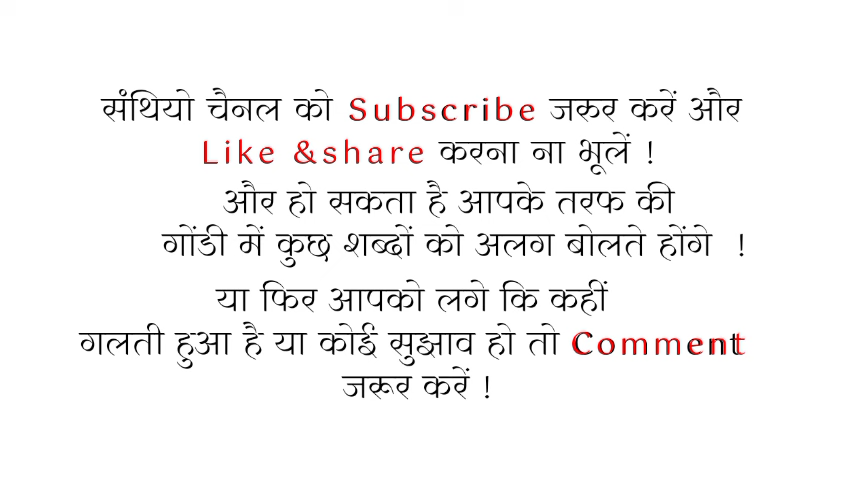 संथियो चैनल को Subscribe जरुर करें और
Like &share करना ना भूलें !
और हो सकता है आपके तरफ की
गोंडी में कुछ शब्दों को अलग बोलते होंगे !
या फिर आपको लगे कि कहीं
गलती हुआ है या कोई सुझाव हो तो Comment
जरूर करें !